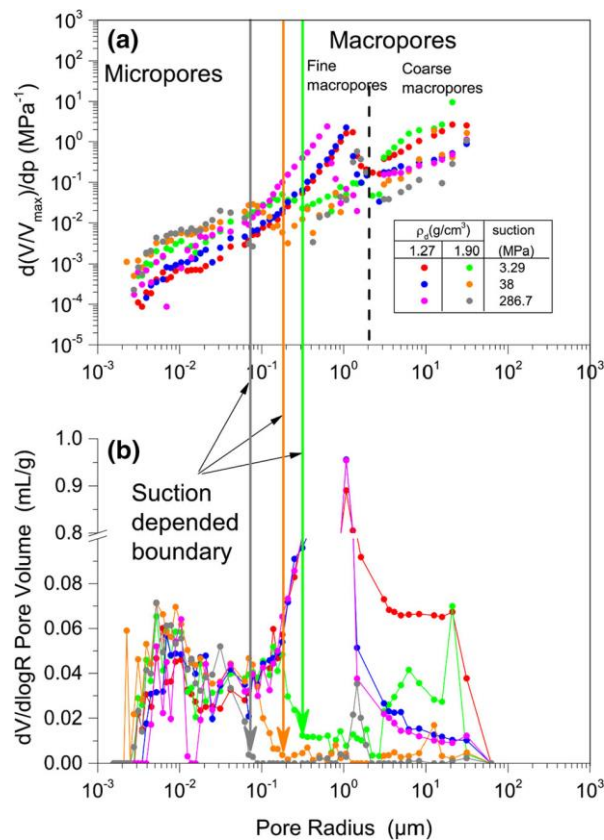 (a)
Macropores
Micropores
Fine macropores
Coarse macropores
d(V/V_max)/dp (MPa⁻¹)
10³
10²
10¹
10⁰
10⁻¹
10⁻²
10⁻³
10⁻⁴
10⁻⁵
ρ_d(g/cm³) suction
1.27 1.90 (MPa)
3.29
38
286.7
10⁻³ 10⁻² 10⁻¹ 10⁰ 10¹ 10² 10³
(b)
Suction
depended
boundary
dV/dlogR Pore Volume (mL/g)
1.0
0.9
0.8
0.08
0.06
0.04
0.02
0.00
10⁻³ 10⁻² 10⁻¹ 10⁰ 10¹ 10² 10³
Pore Radius (μm)